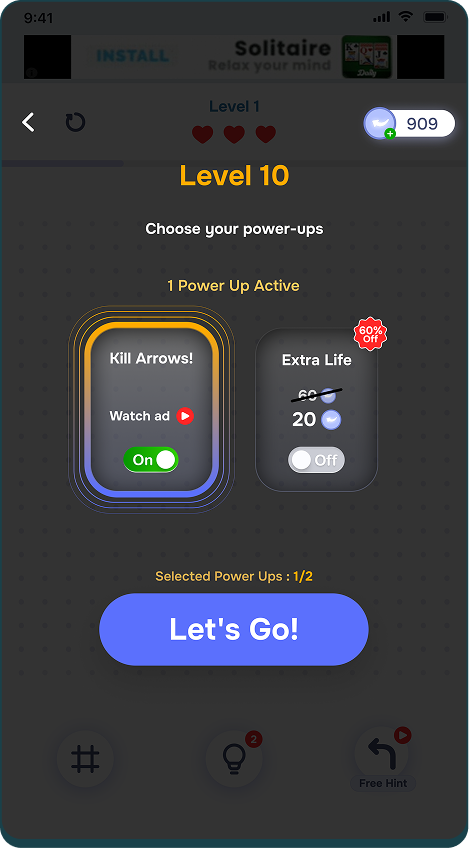 9:41
INSTALL
Solitaire
Relax your mind
Daily
Level 1
909
Level 10
Choose your power-ups
1 Power Up Active
Kill Arrows!
Watch ad
On
60%
Off
Extra Life
60
20
Off
Selected Power Ups : 1/2
Let's Go!
2
Free Hint